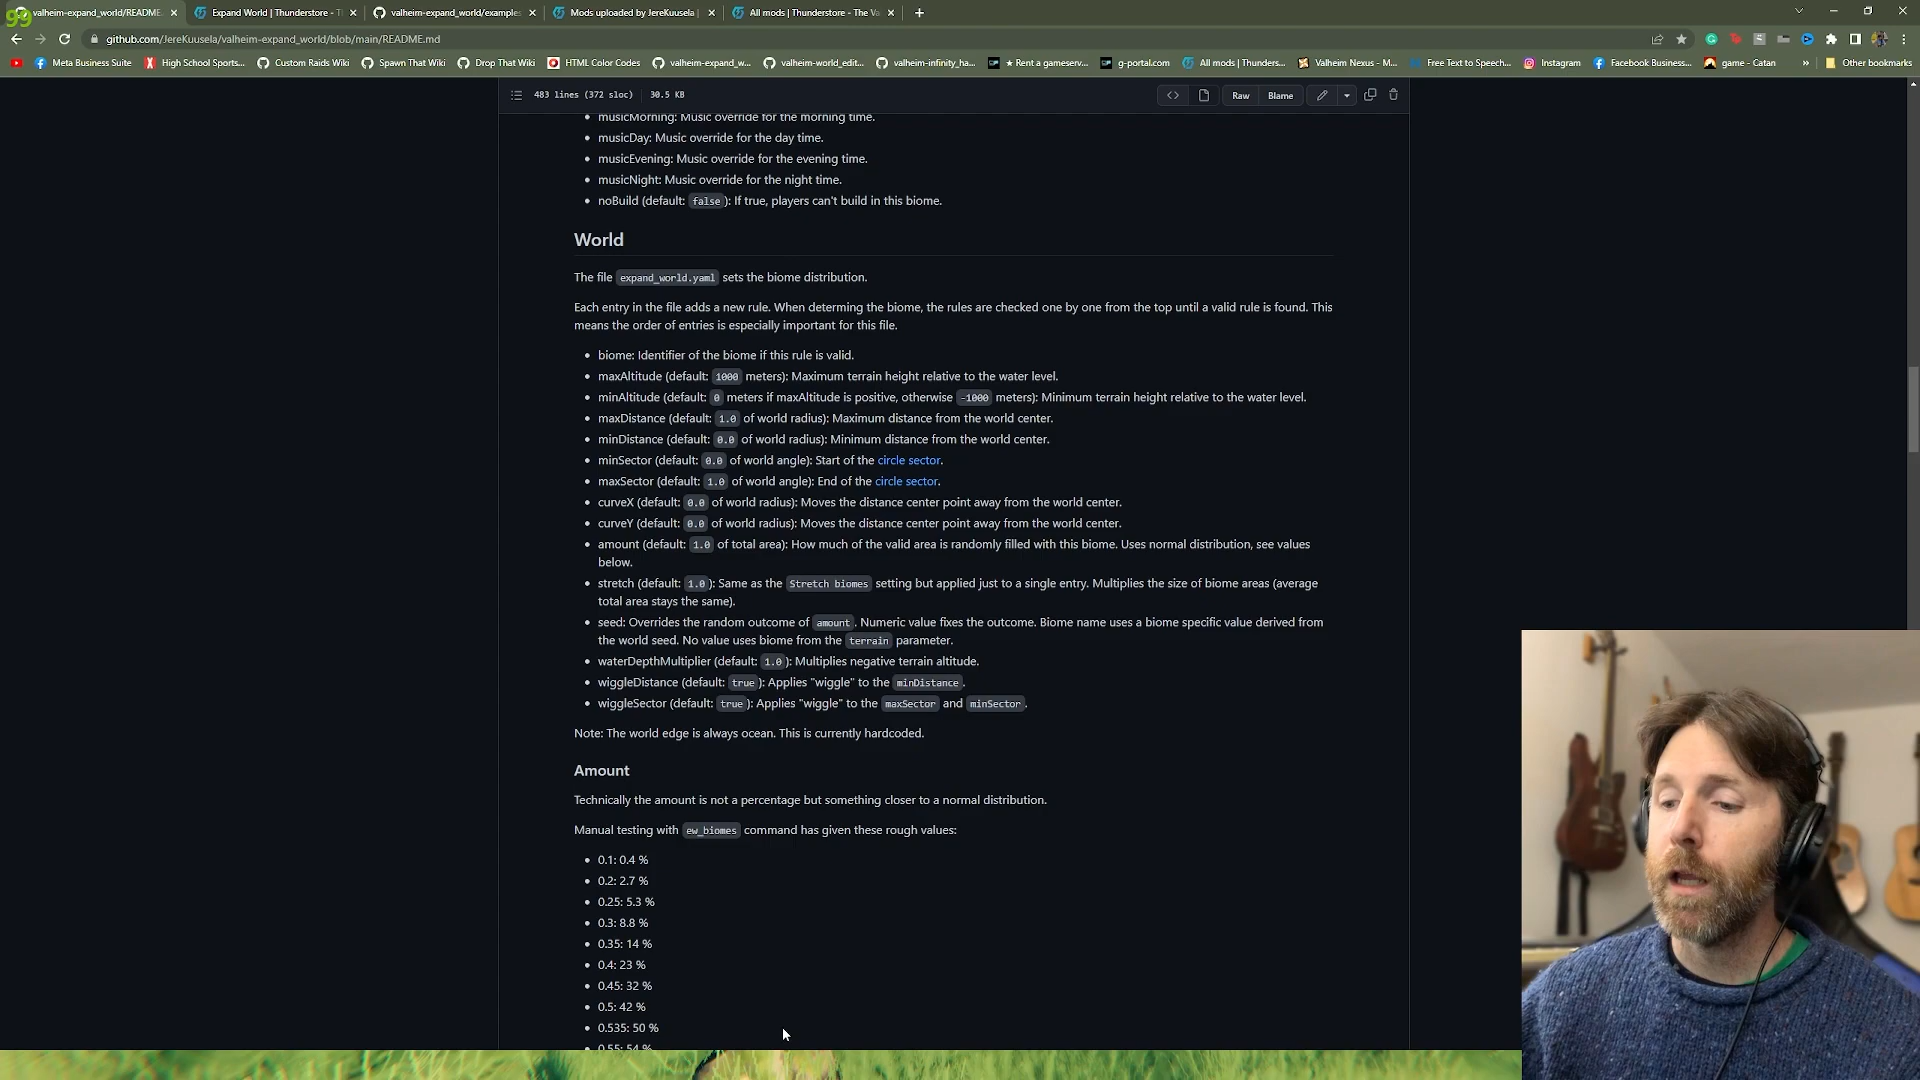 gg
valheim-expand_world/README.
Expand World | Thunderstore - T
valheim-expand_world/examples
Mods uploaded by JereKuusela |
All mods | Thunderstore - The Va
github.com/JereKuusela/valheim-expand_world/blob/main/README.md
Meta Business Suite
High School Sports...
Custom Raids Wiki
Spawn That Wiki
Drop That Wiki
HTML Color Codes
valheim-expand_w...
valheim-world_edit...
valheim-infinity_ha...
★ Rent a gameserv...
g-portal.com
All mods | Thunders...
Valheim Nexus - M...
Free Text to Speech...
Instagram
Facebook Business...
game - Catan
»
Other bookmarks
483 lines (372 sloc) 30.5 KB
Raw
Blame
• musicMorning: Music override for the morning time.
• musicDay: Music override for the day time.
• musicEvening: Music override for the evening time.
• musicNight: Music override for the night time.
• noBuild (default: false): If true, players can't build in this biome.
World
The file expand_world.yaml sets the biome distribution.
Each entry in the file adds a new rule. When determining the biome, the rules are checked one by one from the top until a valid rule is found. This
means the order of entries is especially important for this file.
• biome: Identifier of the biome if this rule is valid.
• maxAltitude (default: 1000 meters): Maximum terrain height relative to the water level.
• minAltitude (default: 0 meters if maxAltitude is positive, otherwise -1000 meters): Minimum terrain height relative to the water level.
• maxDistance (default: 1.0 of world radius): Maximum distance from the world center.
• minDistance (default: 0.0 of world radius): Minimum distance from the world center.
• minSector (default: 0.0 of world angle): Start of the circle sector.
• maxSector (default: 1.0 of world angle): End of the circle sector.
• curveX (default: 0.0 of world radius): Moves the distance center point away from the world center.
• curveY (default: 0.0 of world radius): Moves the distance center point away from the world center.
• amount (default: 1.0 of total area): How much of the valid area is randomly filled with this biome. Uses normal distribution, see values
below.
• stretch (default: 1.0): Same as the Stretch biomes setting but applied just to a single entry. Multiplies the size of biome areas (average
total area stays the same).
• seed: Overrides the random outcome of amount. Numeric value fixes the outcome. Biome name uses a biome specific value derived from
the world seed. No value uses biome from the terrain parameter.
• waterDepthMultiplier (default: 1.0): Multiplies negative terrain altitude.
• wiggleDistance (default: true): Applies "wiggle" to the minDistance.
• wiggleSector (default: true): Applies "wiggle" to the maxSector and minSector.
Note: The world edge is always ocean. This is currently hardcoded.
Amount
Technically the amount is not a percentage but something closer to a normal distribution.
Manual testing with ew_biomes command has given these rough values:
• 0.1: 0.4 %
• 0.2: 2.7 %
• 0.25: 5.3 %
• 0.3: 8.8 %
• 0.35: 14 %
• 0.4: 23 %
• 0.45: 32 %
• 0.5: 42 %
• 0.535: 50 %
• 0.55: 54 %